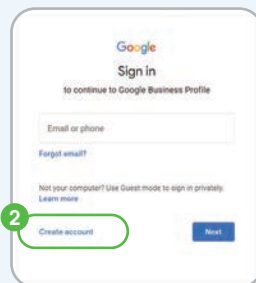 Google
Sign in
to continue to Google Business Profile
Email or phone
Forgot email?
Not your computer? Use Guest mode to sign in privately.
Learn more
2
Create account
Next